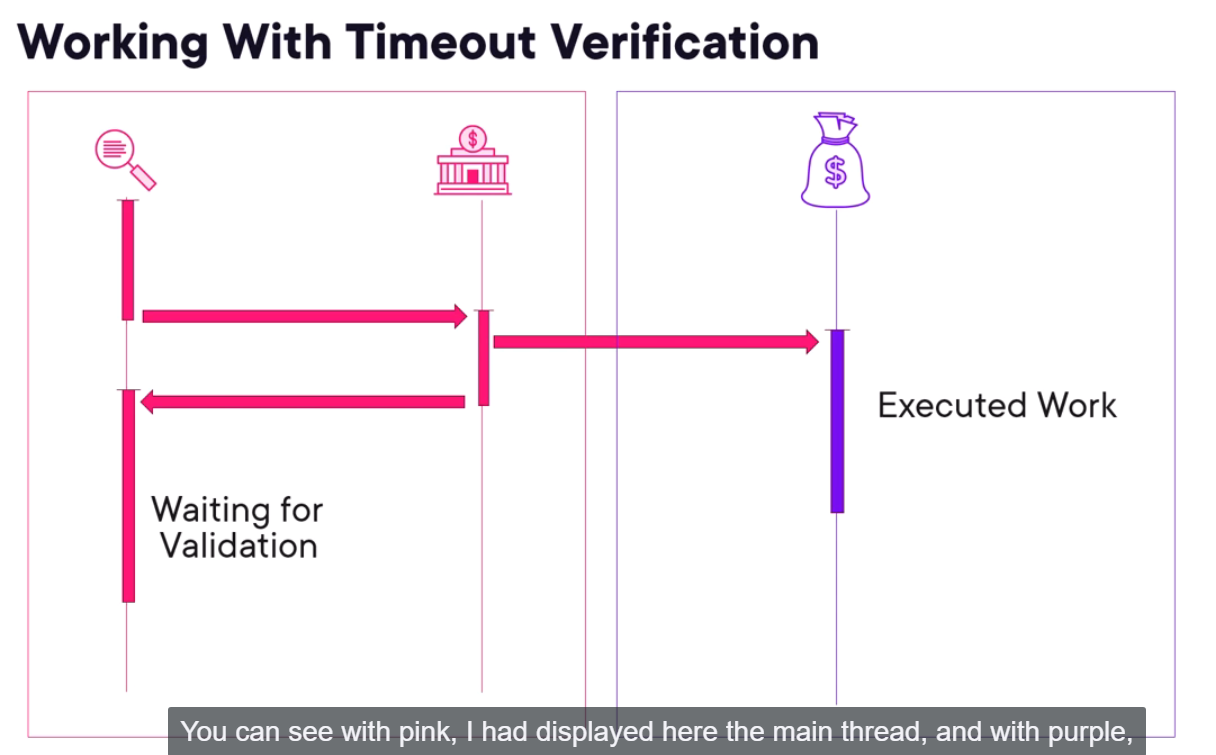 Working With Timeout Verification
$
$
Executed Work
Waiting for
Validation
You can see with pink, I had displayed here the main thread, and with purple,